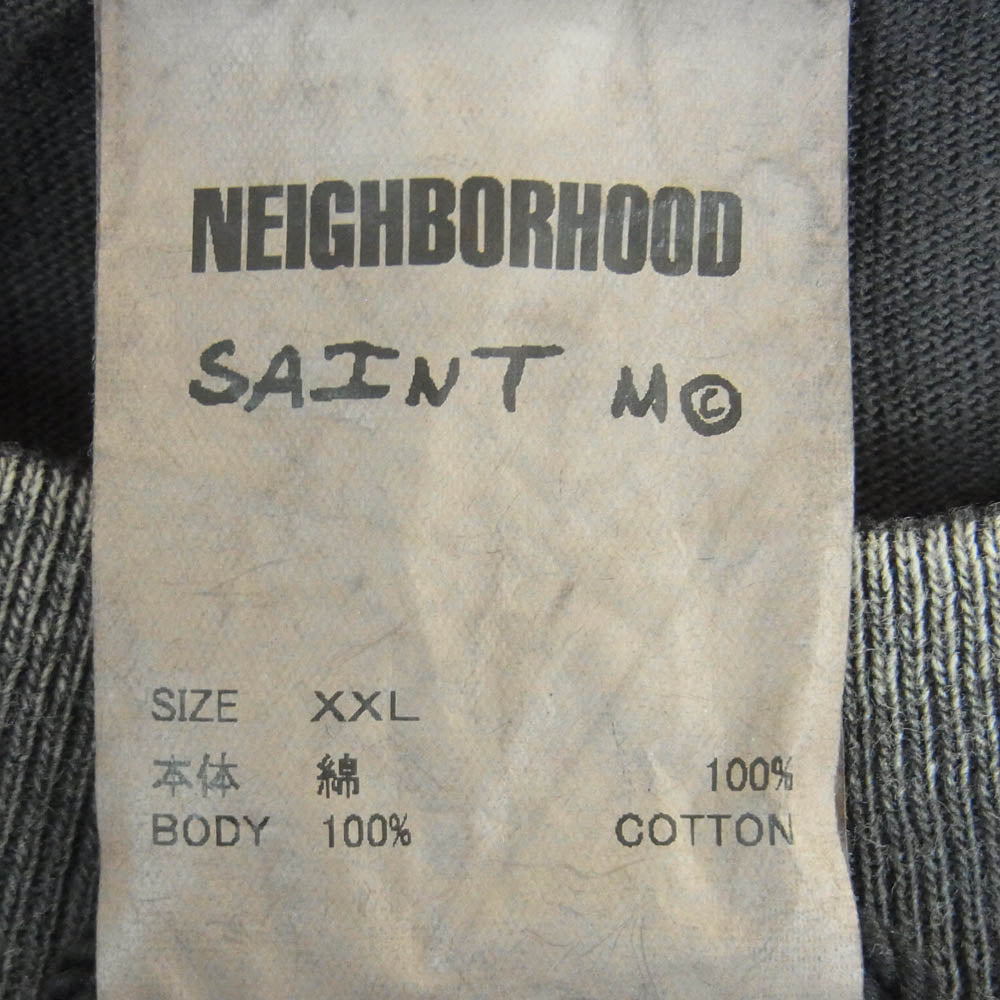 NEIGHBORHOOD
SAINT M©
SIZE XXL
本体 綿 100%
BODY 100% COTTON